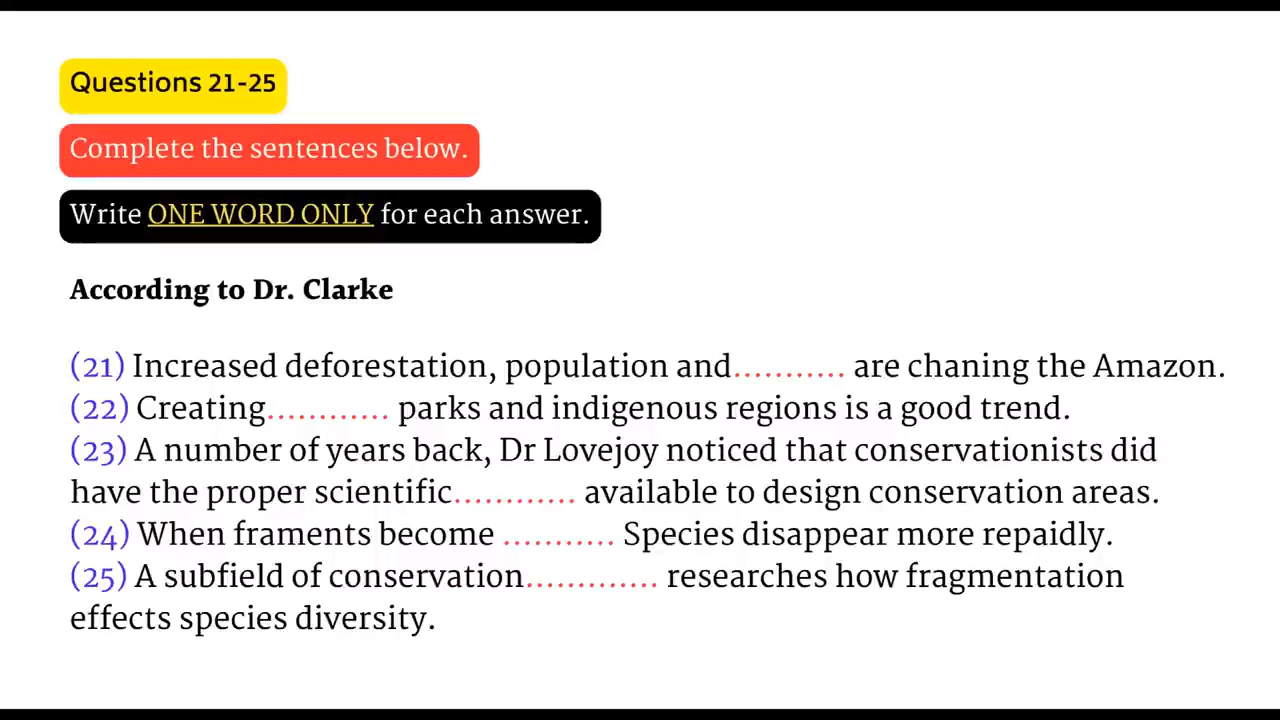 Questions 21-25
Complete the sentences below.
Write ONE WORD ONLY for each answer.
According to Dr. Clarke
(21) Increased deforestation, population and........... are chaning the Amazon.
(22) Creating............ parks and indigenous regions is a good trend.
(23) A number of years back, Dr Lovejoy noticed that conservationists did
have the proper scientific............ available to design conservation areas.
(24) When framents become ........... Species disappear more repaidly.
(25) A subfield of conservation............. researches how fragmentation
effects species diversity.